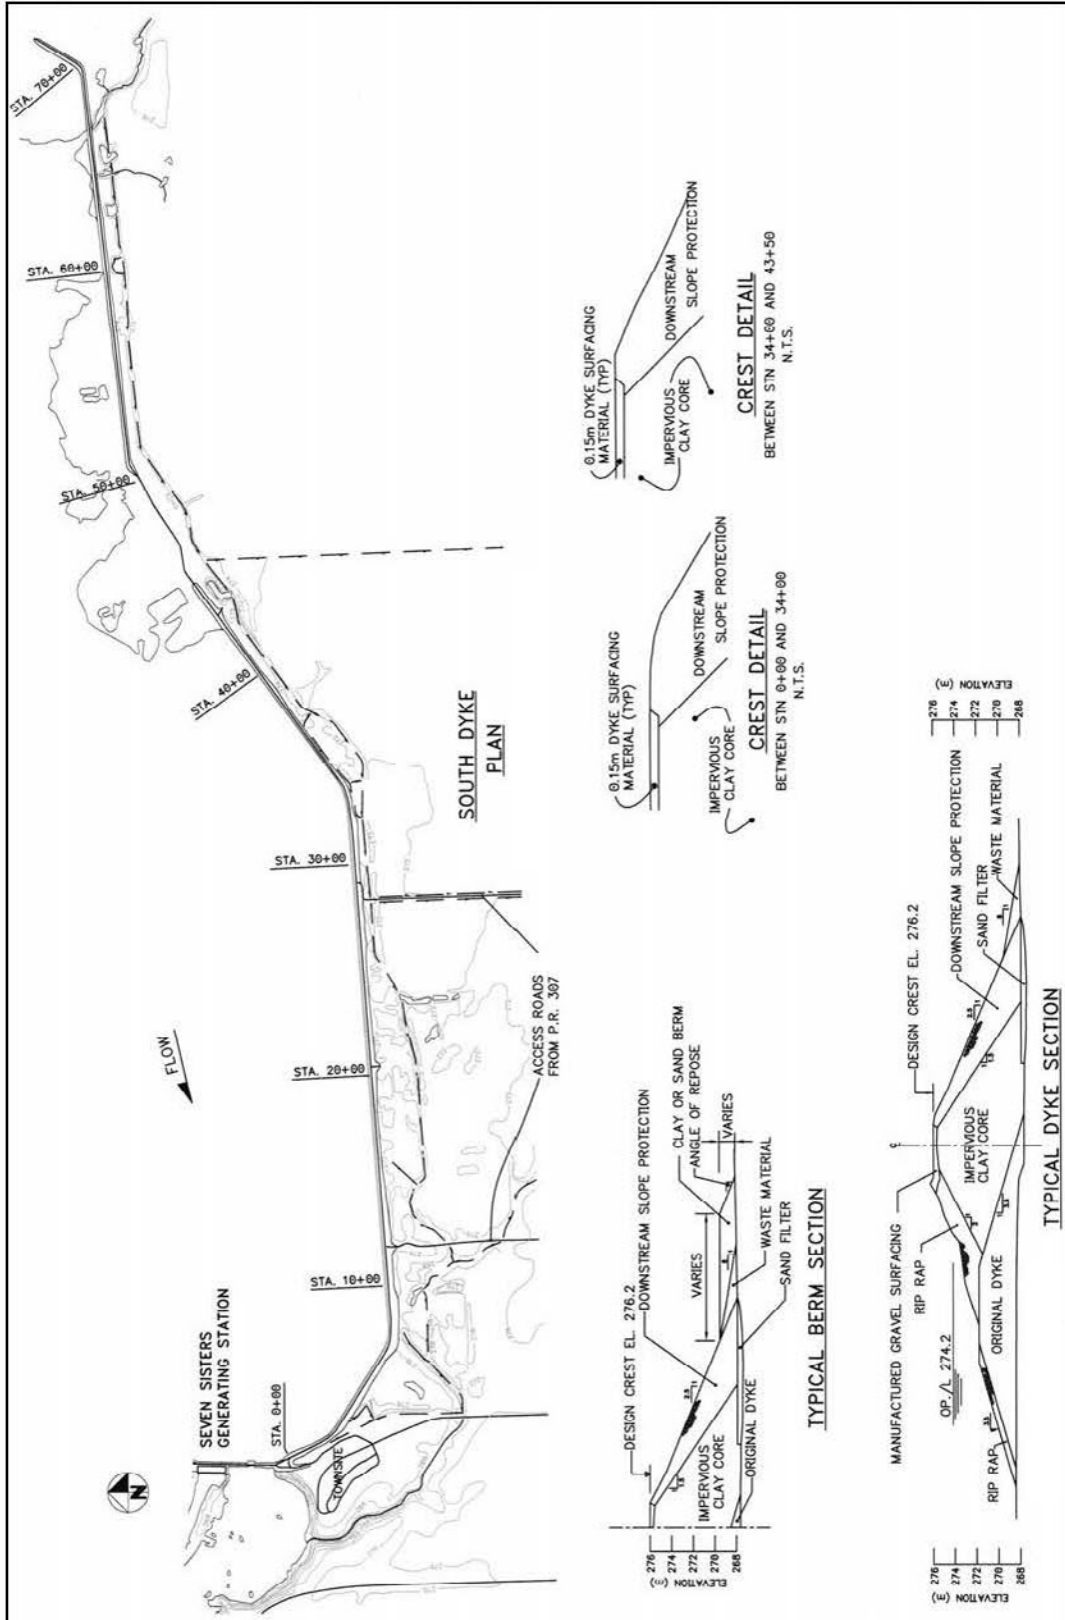 SEVEN SISTERS
GENERATING STATION
STA. 0+00
TOWNSITE
STA. 10+00
STA. 20+00
STA. 30+00
STA. 40+00
STA. 50+00
STA. 60+00
STA. 70+00
FLOW
N
ACCESS ROADS
FROM P.R. 307
SOUTH DYKE
PLAN
ELEVATION (m)
276
274
272
270
268
DESIGN CREST EL. 276.2
DOWNSTREAM SLOPE PROTECTION
CLAY OR SAND BERM
ANGLE OF REPOSE
VARIES
VARIES
IMPERVIOUS
CLAY CORE
ORIGINAL DYKE
WASTE MATERIAL
SAND FILTER
TYPICAL BERM SECTION
0.15m DYKE SURFACING
MATERIAL (TYP)
IMPERVIOUS
CLAY CORE
DOWNSTREAM
SLOPE PROTECTION
CREST DETAIL
BETWEEN STN 0+00 AND 34+00
N.T.S.
0.15m DYKE SURFACING
MATERIAL (TYP)
IMPERVIOUS
CLAY CORE
DOWNSTREAM
SLOPE PROTECTION
CREST DETAIL
BETWEEN STN 34+00 AND 43+50
N.T.S.
ELEVATION (m)
276
274
272
270
268
MANUFACTURED GRAVEL SURFACING
RIP RAP
OP./L 274.2
ORIGINAL DYKE
RIP RAP
IMPERVIOUS
CLAY CORE
DESIGN CREST EL. 276.2
DOWNSTREAM SLOPE PROTECTION
SAND FILTER
WASTE MATERIAL
276
274
272
270
268
ELEVATION (m)
TYPICAL DYKE SECTION